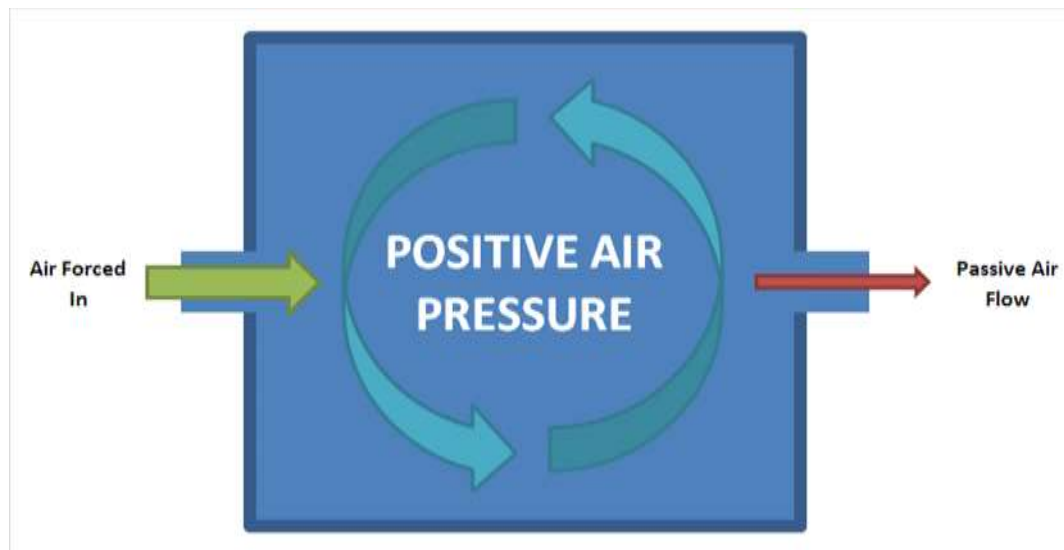 Air Forced
In
POSITIVE AIR
PRESSURE
Passive Air
Flow